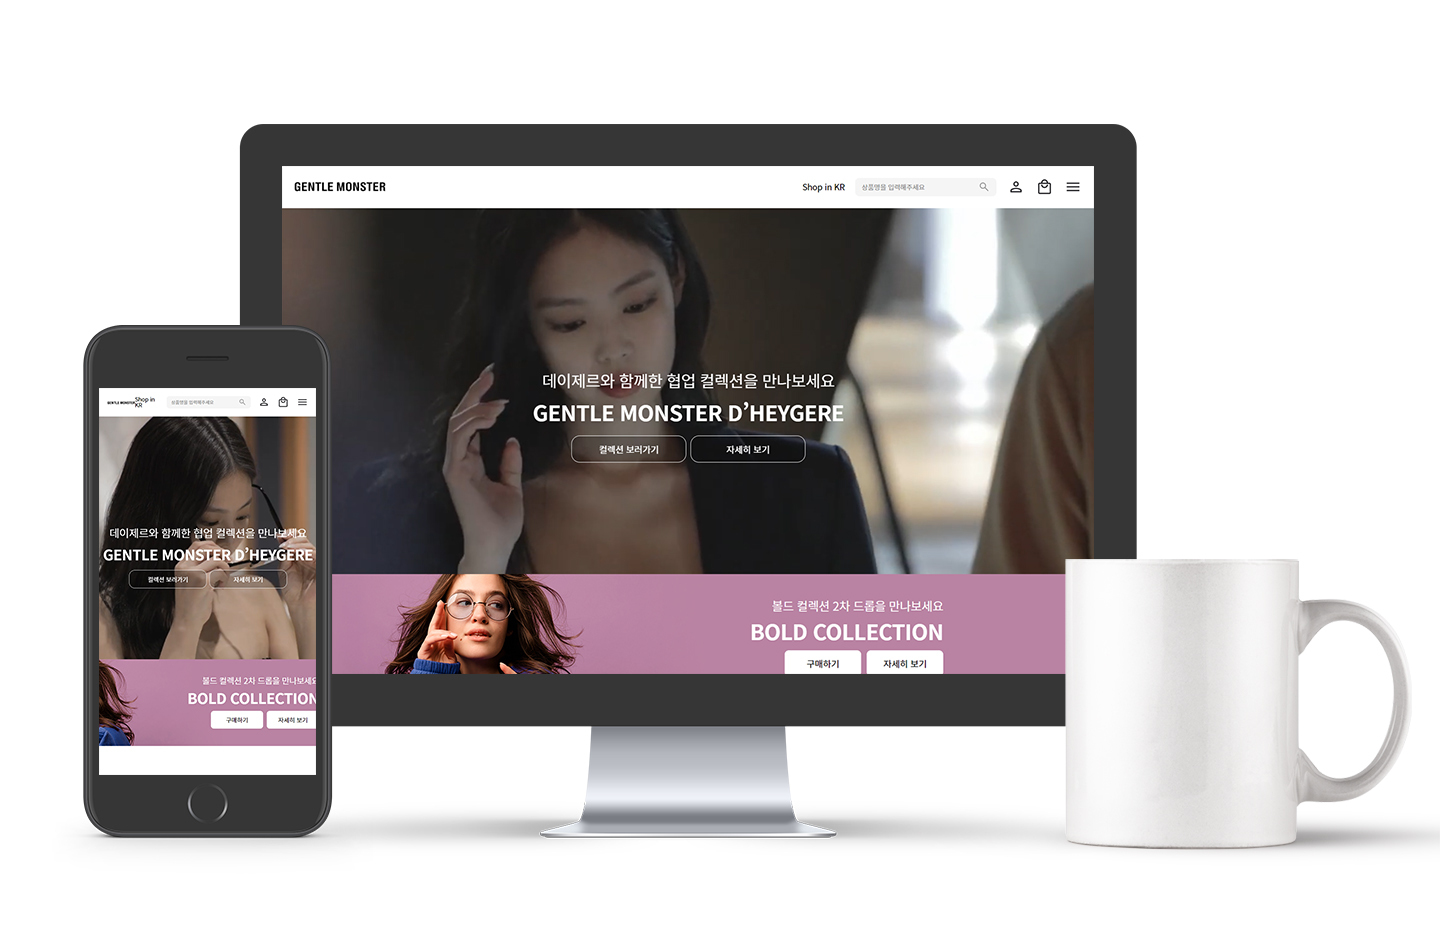 GENTLE MONSTER
Shop in KR
상품명을 입력해주세요
데이제르와 함께한 협업 컬렉션을 만나보세요
GENTLE MONSTER D’HEYGERE
컬렉션 보러가기
자세히 보기
볼드 컬렉션 2차 드롭을 만나보세요
BOLD COLLECTION
구매하기
자세히 보기
GENTLE MONSTER
Shop in
KR
상품명을 입력해주세요
데이제르와 함께한 협업 컬렉션을 만나보세요
GENTLE MONSTER D’HEYGERE
컬렉션 보러가기
자세히 보기
볼드 컬렉션 2차 드롭을 만나보세요
BOLD COLLECTION
구매하기
자세히 보기